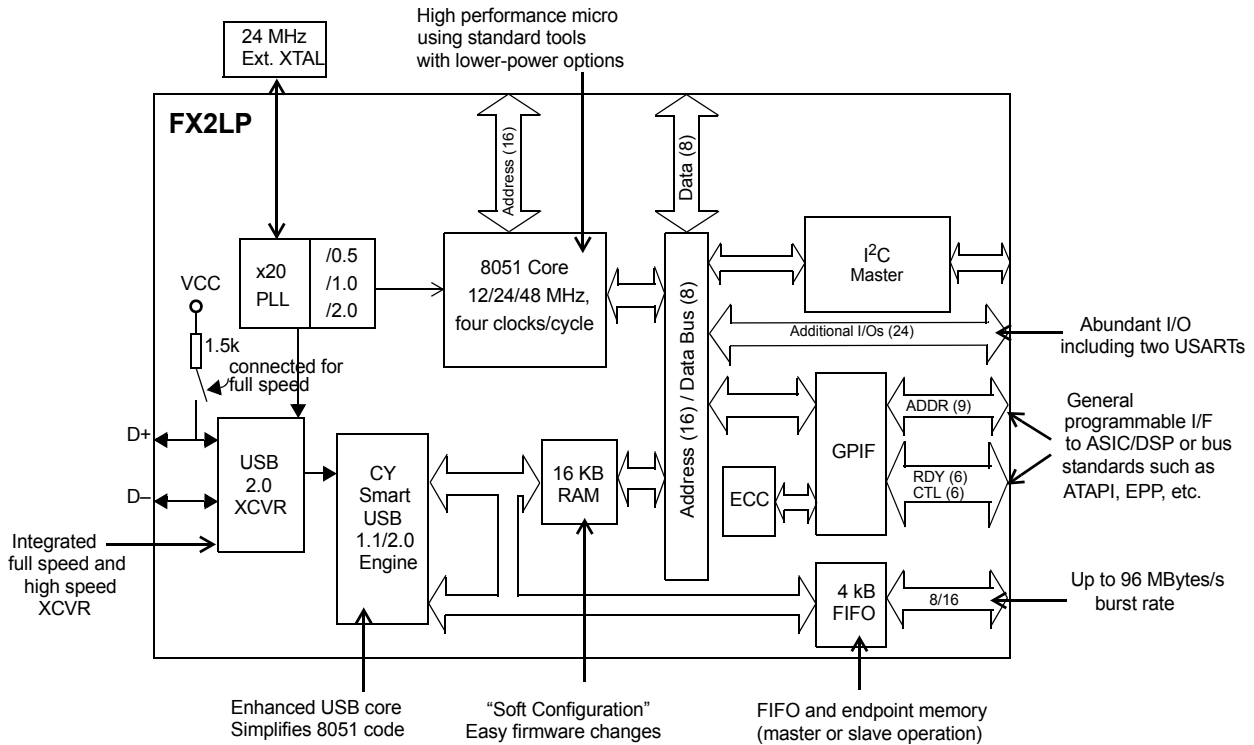 High performance micro
using standard tools
with lower-power options
24 MHz
Ext. XTAL
FX2LP
Address (16)
Data (8)
x20
PLL
/0.5
/1.0
/2.0
8051 Core
12/24/48 MHz,
four clocks/cycle
I²C
Master
VCC
1.5k
connected for
full speed
Additional I/Os (24)
Abundant I/O
including two USARTs
Address (16) / Data Bus (8)
D+
D–
USB
2.0
XCVR
CY
Smart
USB
1.1/2.0
Engine
16 KB
RAM
ECC
GPIF
ADDR (9)
RDY (6)
CTL (6)
General
programmable I/F
to ASIC/DSP or bus
standards such as
ATAPI, EPP, etc.
Integrated
full speed and
high speed
XCVR
4 kB
FIFO
8/16
Up to 96 MBytes/s
burst rate
Enhanced USB core
Simplifies 8051 code
“Soft Configuration”
Easy firmware changes
FIFO and endpoint memory
(master or slave operation)